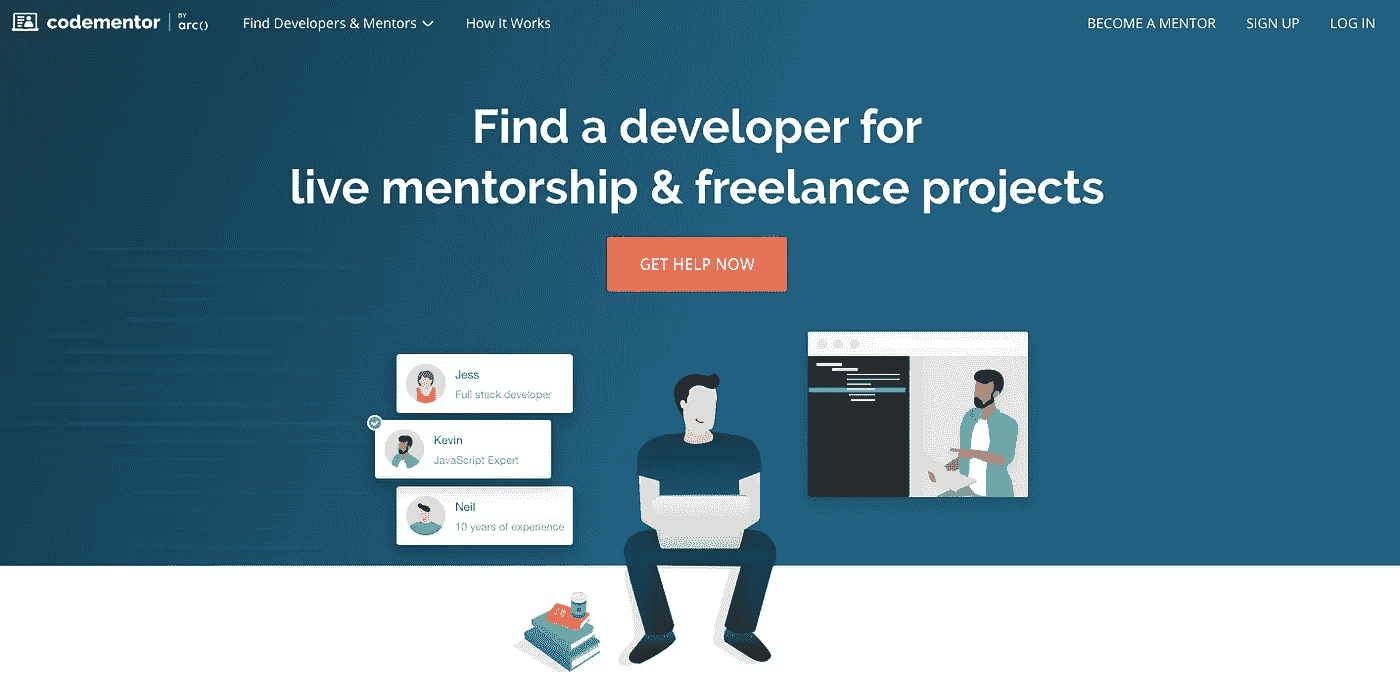 codementor BY arc()
Find Developers & Mentors
How It Works
BECOME A MENTOR
SIGN UP
LOG IN
Find a developer for
live mentorship & freelance projects
GET HELP NOW
Jess
Full stack developer
Kevin
JavaScript Expert
Neil
10 years of experience